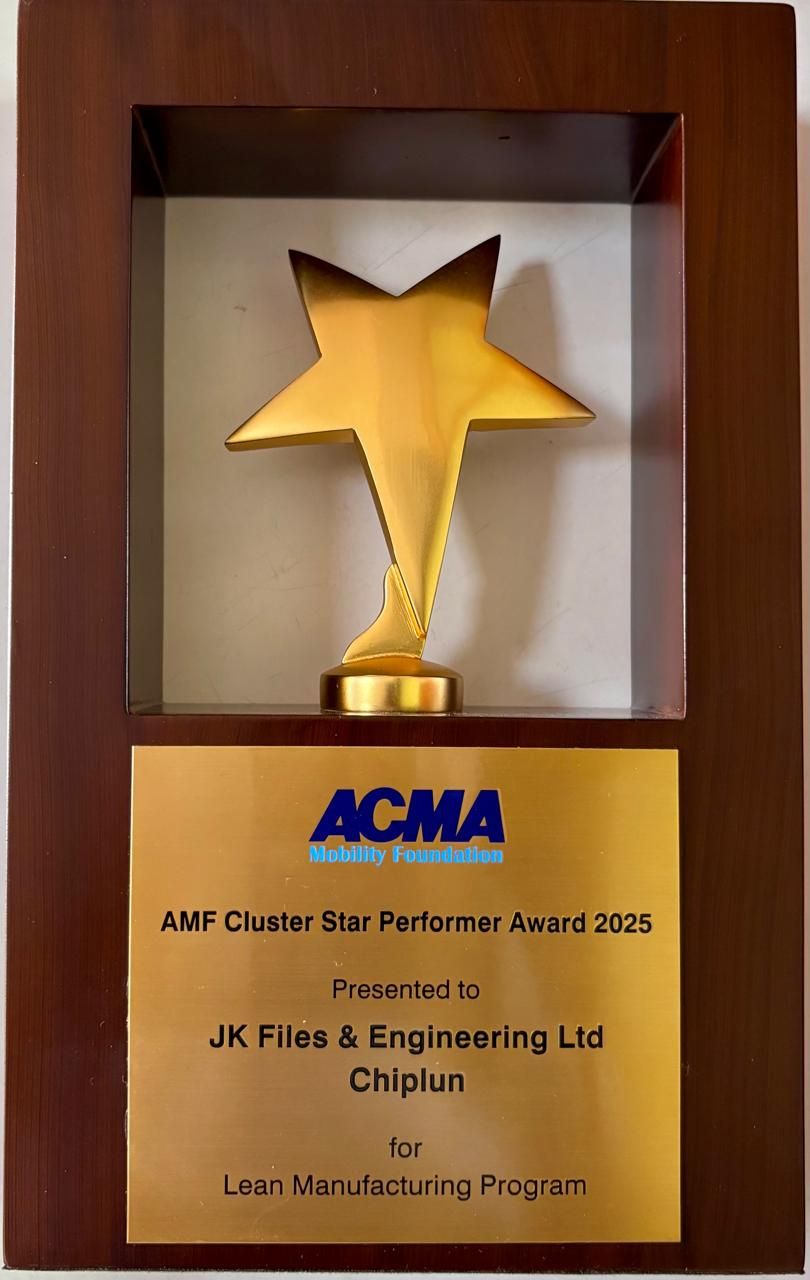 ACMA
Mobility Foundation
AMF Cluster Star Performer Award 2025
Presented to
JK Files & Engineering Ltd
Chiplun
for
Lean Manufacturing Program